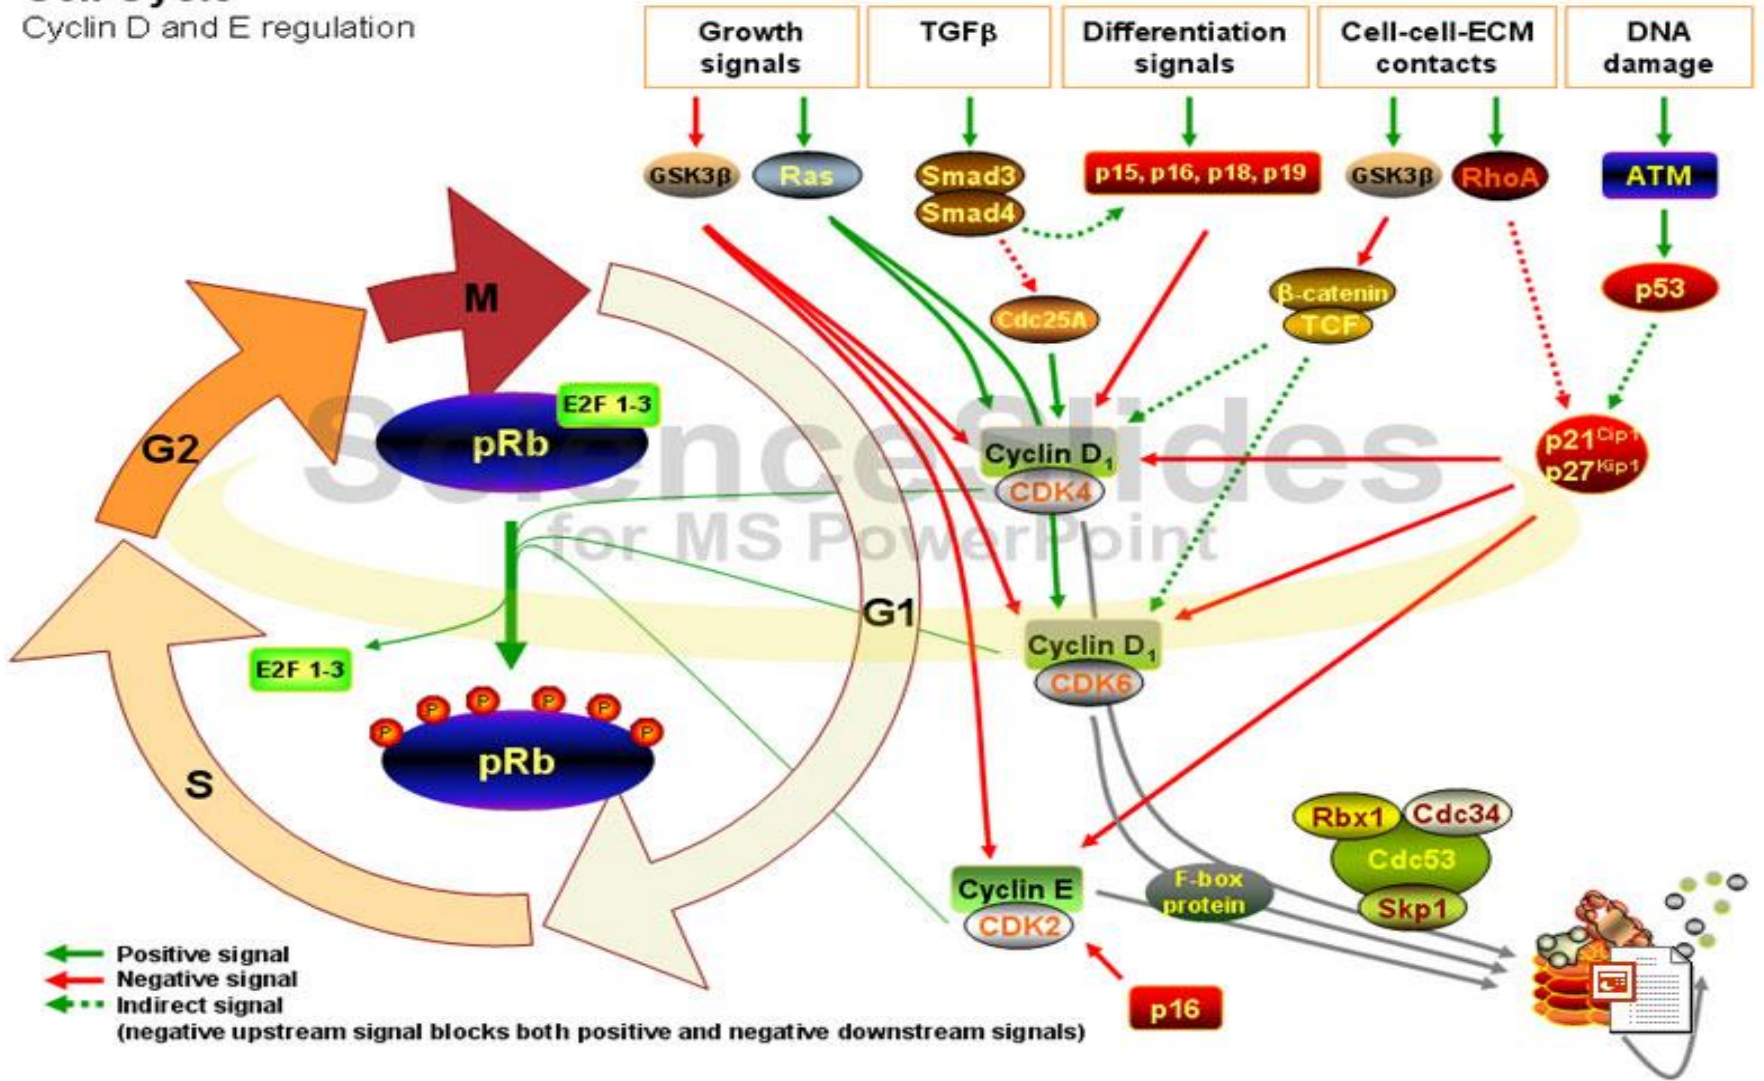 Cyclin D and E regulation
Growth
signals
TGFβ
Differentiation
signals
Cell-cell-ECM
contacts
DNA
damage
GSK3β
Ras
Smad3
Smad4
p15, p16, p18, p19
GSK3β
RhoA
ATM
p53
β-catenin
TCF
Cdc25A
M
G2
E2F 1-3
pRb
ScienceSlides
for MS PowerPoint
Cyclin D1
CDK4
p21Cip1
p27Kip1
G1
Cyclin D1
CDK6
E2F 1-3
P
P
P
P
P
P
pRb
S
Rbx1
Cdc34
Cdc53
Skp1
F-box
protein
Cyclin E
CDK2
p16
Positive signal
Negative signal
Indirect signal
(negative upstream signal blocks both positive and negative downstream signals)